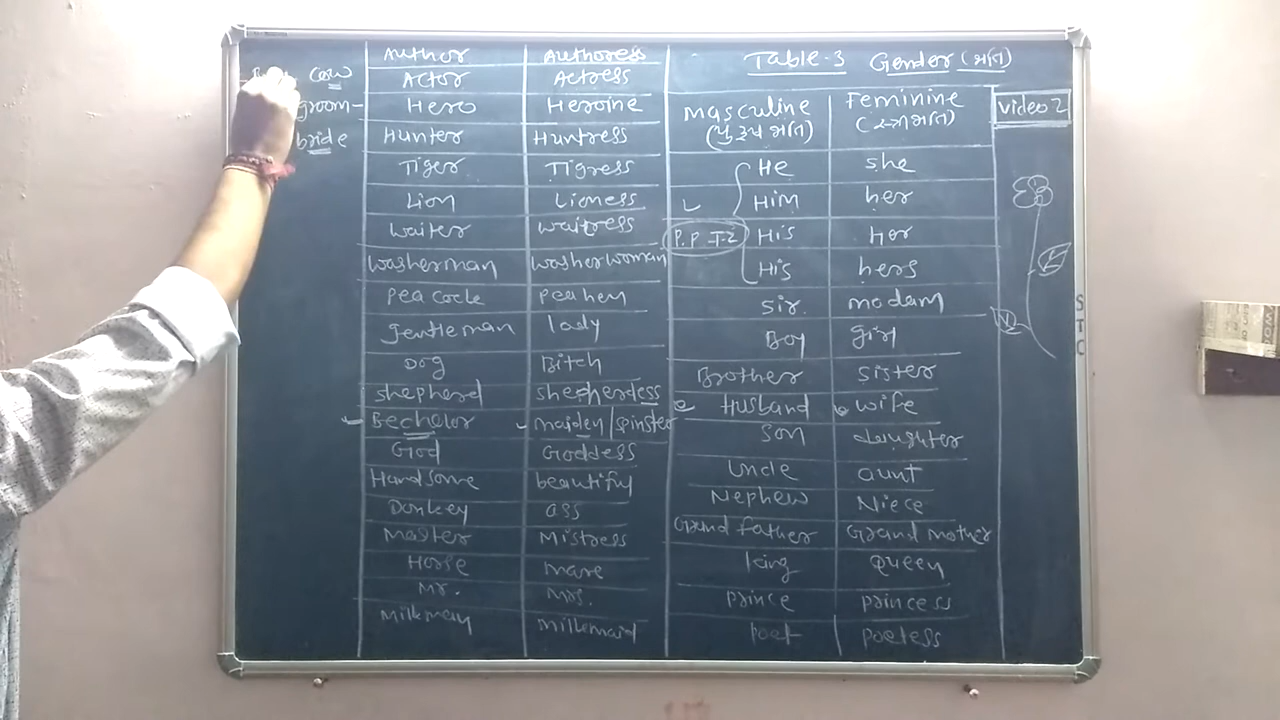 Table-3 Gender (જાતિ)
Video 2
Masculine Feminine
(પુરૂષ જાતિ) (સ્ત્રી જાતિ)
He she
Him her
P.P.-T-2 His her
His hers
sir. madam
Boy girl
Brother sister
Husband wife
son daughter
uncle aunt
Nephew Niece
Grand father Grand mother
king queen
prince princess
poet poetess
Author Authoress
Actor Actress
Hero Heroine
Hunter Huntress
Tiger Tigress
Lion Lioness
waiter waitress
washerman washerwoman
peacock peahen
gentleman lady
Dog Bitch
shepherd shepherdess
Bechelor maiden/spinster
God Goddess
Handsome beautiful
Donkey ass
master Mistress
Horse mare
Mr. Mrs.
Milkman milkmaid
cow
groom-
bride
STC